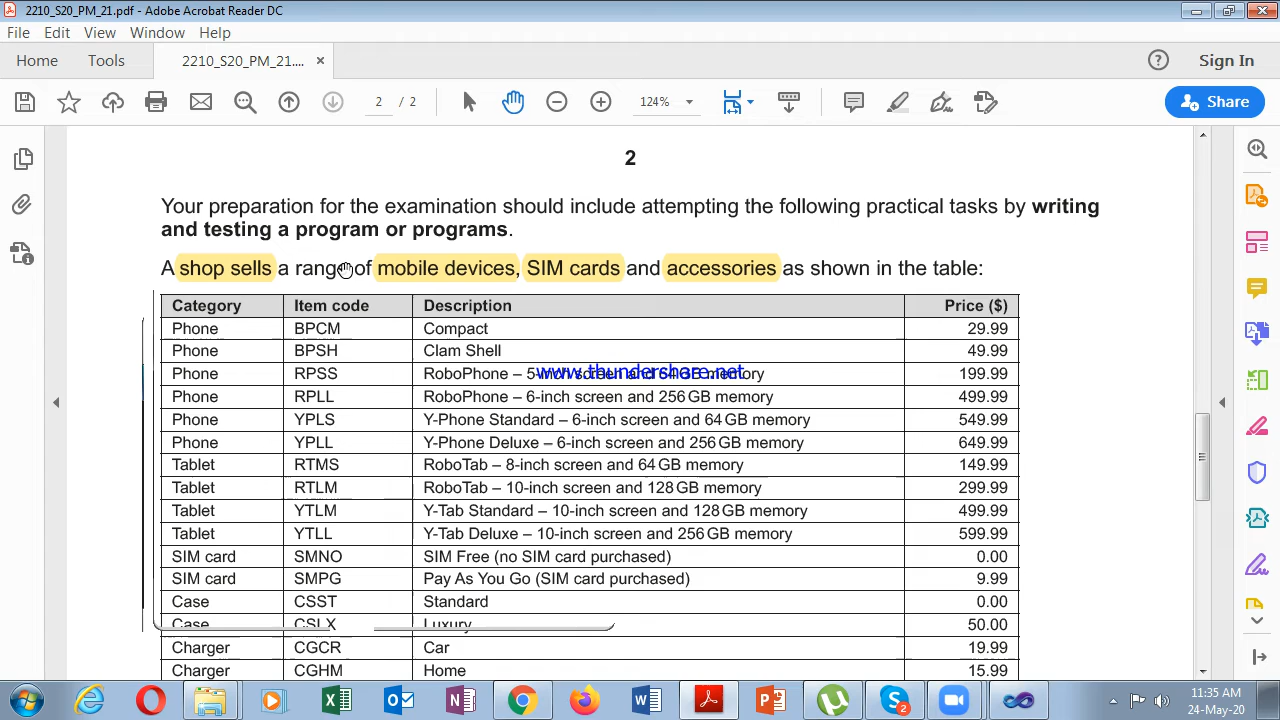 2210_S20_PM_21.pdf - Adobe Acrobat Reader DC
File Edit View Window Help
Home Tools 2210_S20_PM_21.... × Sign In
2 / 2 124% Share
2
Your preparation for the examination should include attempting the following practical tasks by writing
and testing a program or programs.
A shop sells a range of mobile devices, SIM cards and accessories as shown in the table:
Category Item code Description Price ($)
Phone BPCM Compact 29.99
Phone BPSH Clam Shell 49.99
www.thundershare.net
Phone RPSS RoboPhone – 5-inch screen and 64 GB memory 199.99
Phone RPLL RoboPhone – 6-inch screen and 256 GB memory 499.99
Phone YPLS Y-Phone Standard – 6-inch screen and 64 GB memory 549.99
Phone YPLL Y-Phone Deluxe – 6-inch screen and 256 GB memory 649.99
Tablet RTMS RoboTab – 8-inch screen and 64 GB memory 149.99
Tablet RTLM RoboTab – 10-inch screen and 128 GB memory 299.99
Tablet YTLM Y-Tab Standard – 10-inch screen and 128 GB memory 499.99
Tablet YTLL Y-Tab Deluxe – 10-inch screen and 256 GB memory 599.99
SIM card SMNO SIM Free (no SIM card purchased) 0.00
SIM card SMPG Pay As You Go (SIM card purchased) 9.99
Case CSST Standard 0.00
Case CSLX Luxury 50.00
Charger CGCR Car 19.99
Charger CGHM Home 15.99
11:35 AM
24-May-20